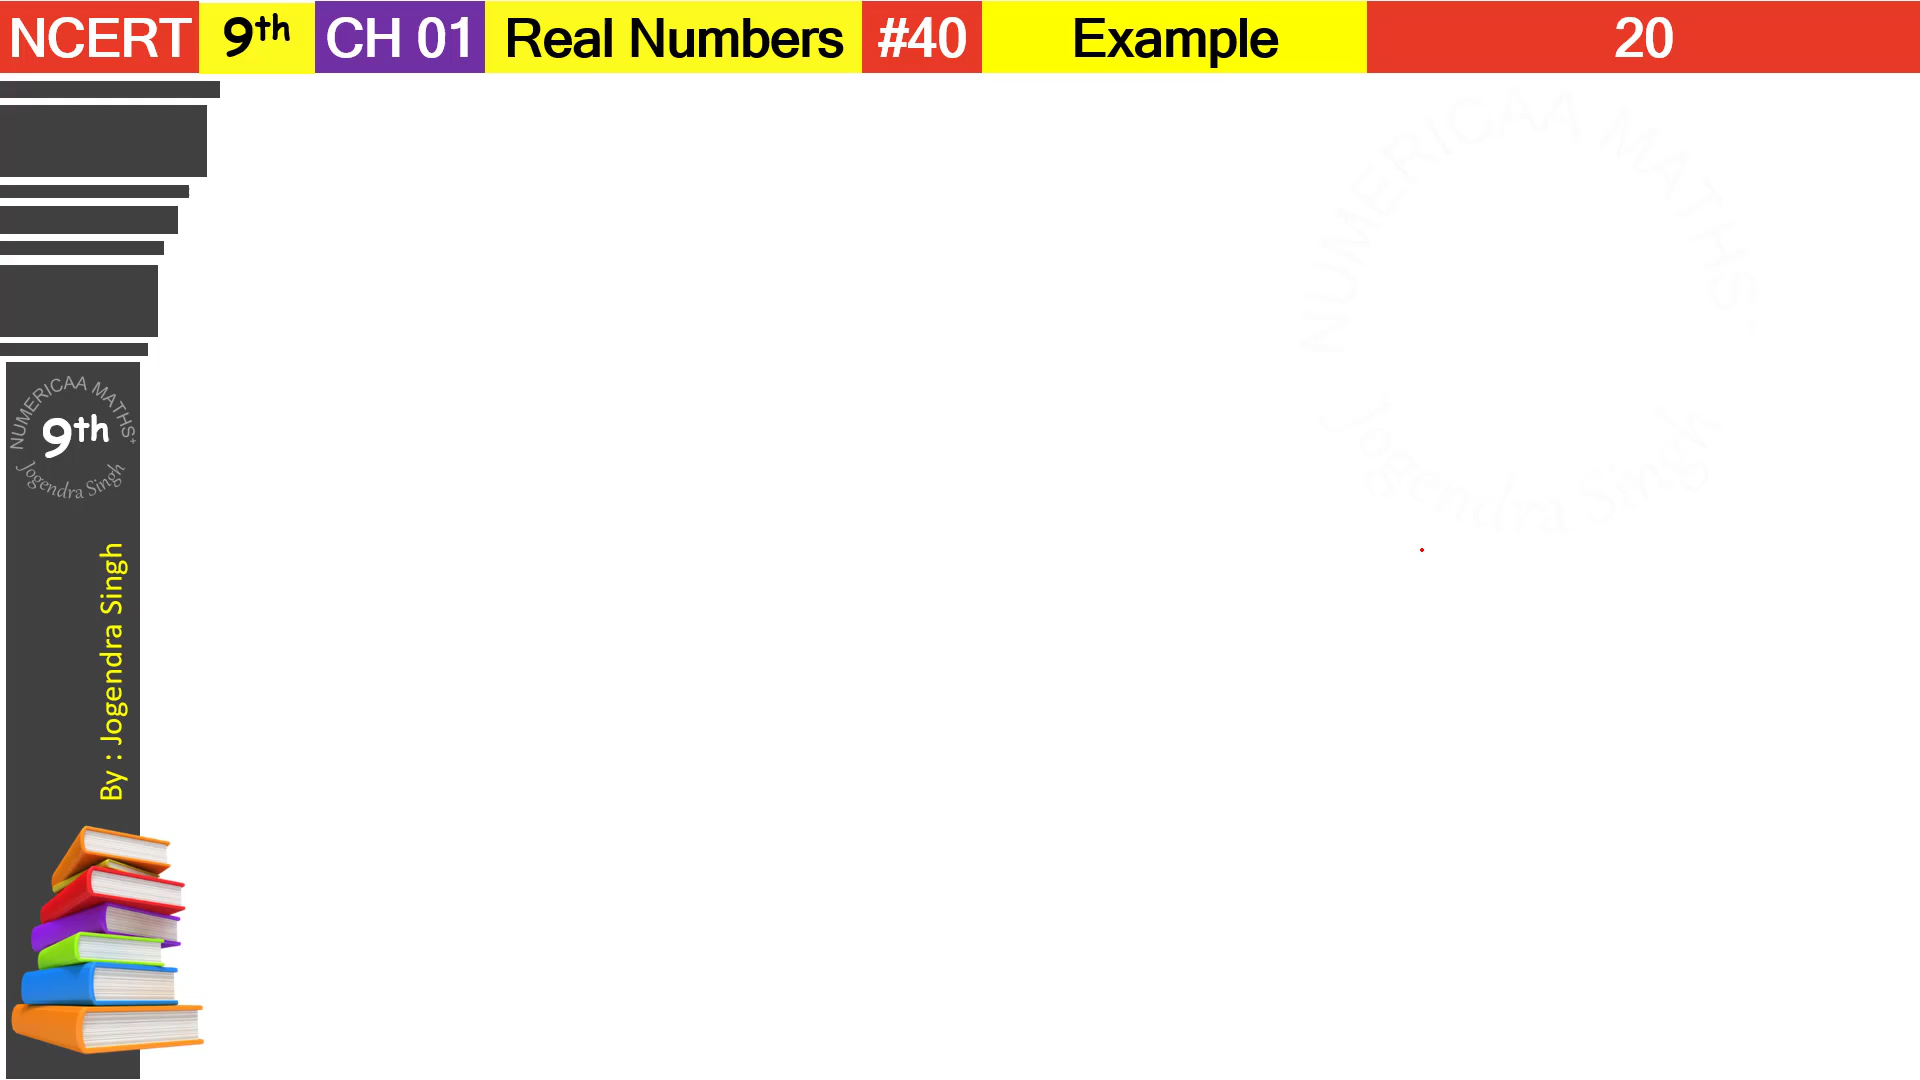 NCERT 9th CH 01 Real Numbers #40 Example 20
NUMERICAA MATHS+
Jogendra Singh
NUMERICAA MATHS+
9th
Jogendra Singh
By : Jogendra Singh